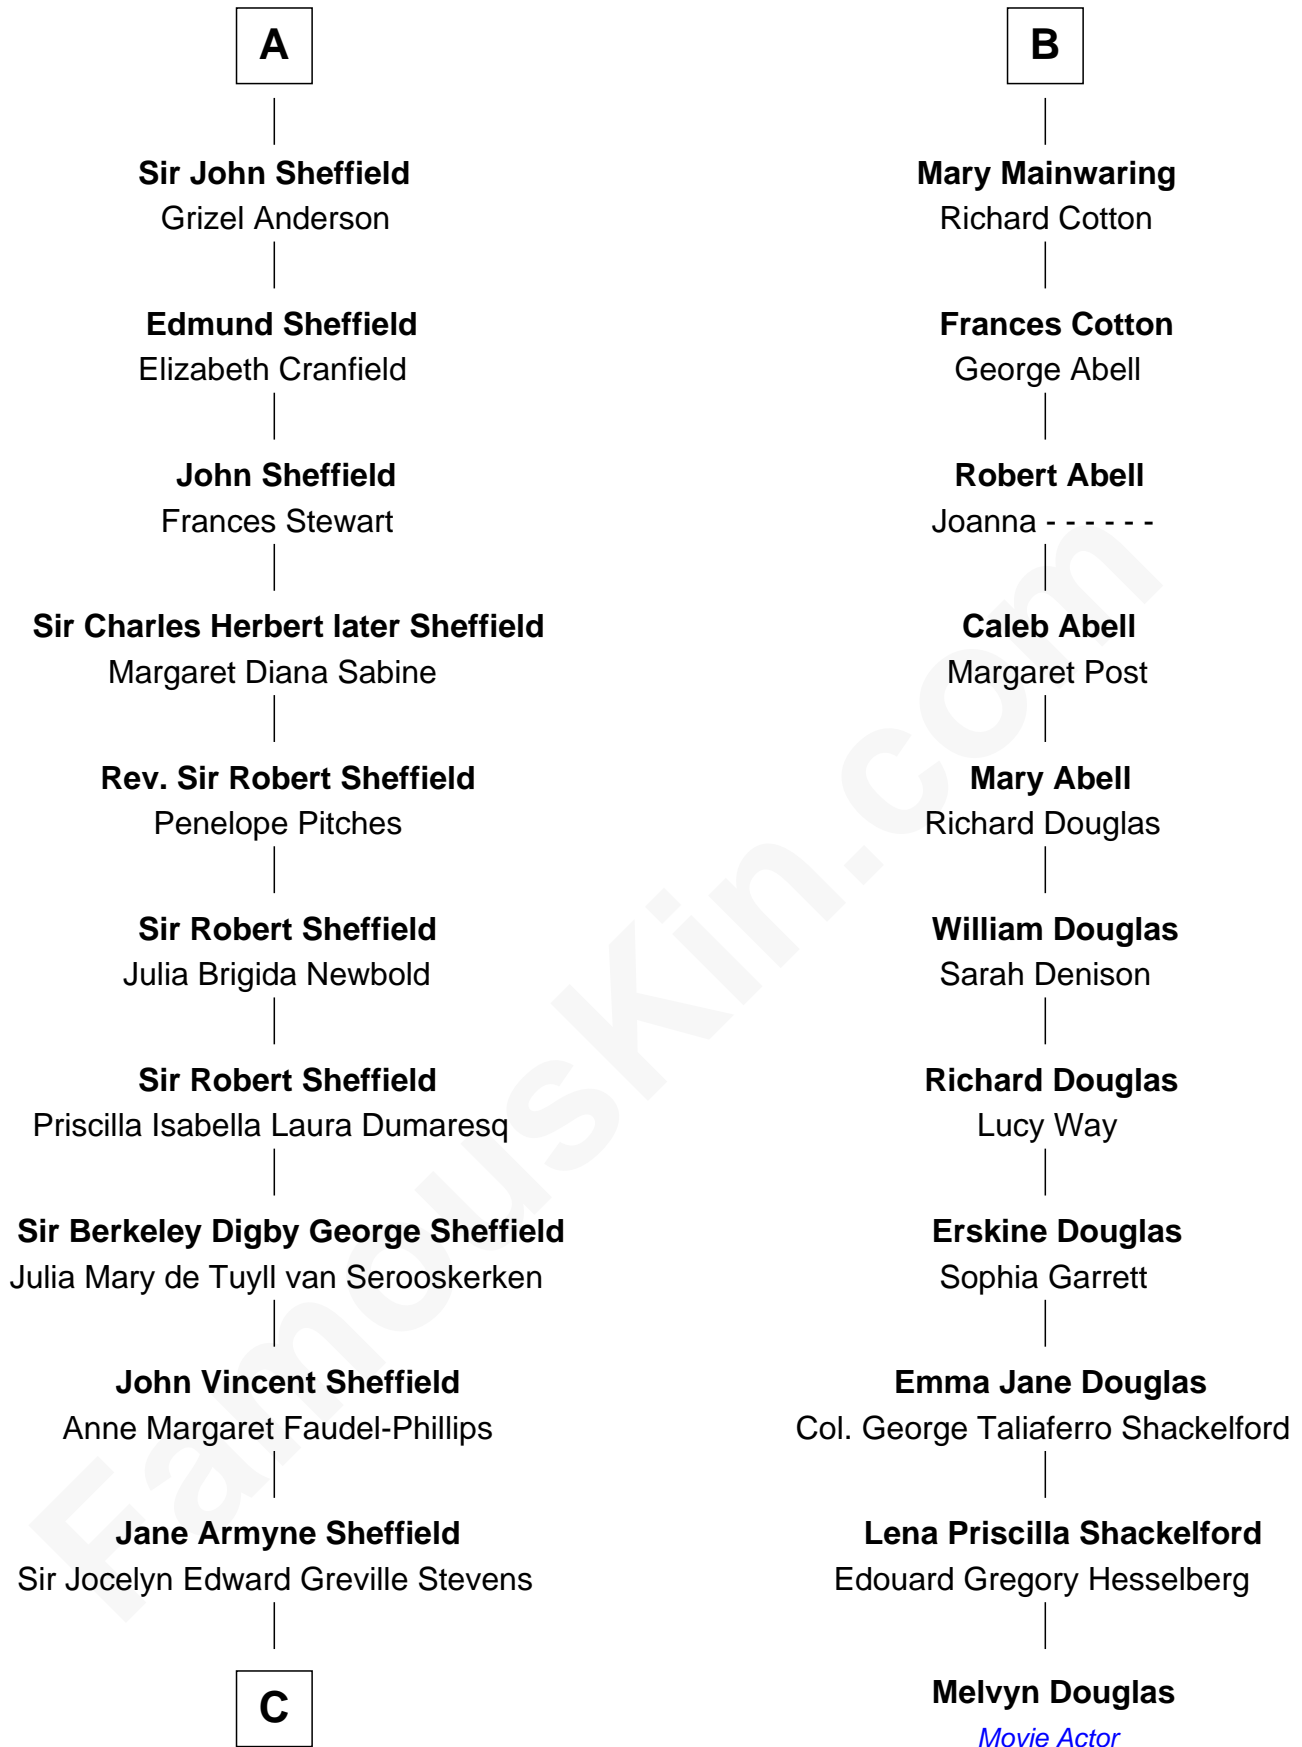 A
Sir John Sheffield
Grizel Anderson
Edmund Sheffield
Elizabeth Cranfield
John Sheffield
Frances Stewart
Sir Charles Herbert later Sheffield
Margaret Diana Sabine
Rev. Sir Robert Sheffield
Penelope Pitches
Sir Robert Sheffield
Julia Brigida Newbold
Sir Robert Sheffield
Priscilla Isabella Laura Dumaresq
Sir Berkeley Digby George Sheffield
Julia Mary de Tuyll van Serooskerken
John Vincent Sheffield
Anne Margaret Faudel-Phillips
Jane Armyne Sheffield
Sir Jocelyn Edward Greville Stevens
C
B
Mary Mainwaring
Richard Cotton
Frances Cotton
George Abell
Robert Abell
Joanna - - - - - -
Caleb Abell
Margaret Post
Mary Abell
Richard Douglas
William Douglas
Sarah Denison
Richard Douglas
Lucy Way
Erskine Douglas
Sophia Garrett
Emma Jane Douglas
Col. George Taliaferro Shackelford
Lena Priscilla Shackelford
Edouard Gregory Hesselberg
Melvyn Douglas
Movie Actor
FamousKin.com